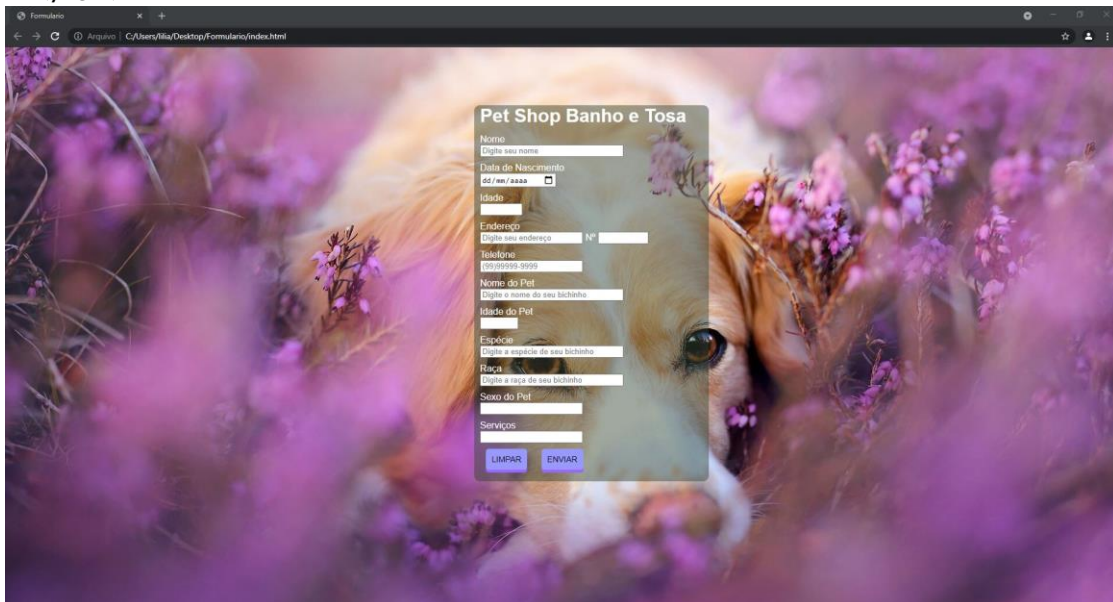 Formulario
Arquivo C:/Users/lilia/Desktop/Formulario/index.html
Pet Shop Banho e Tosa
Nome
Digite seu nome
Data de Nascimento
dd/mm/aaaa
Idade
Endereço
Digite seu endereço Nº
Telefone
(99)99999-9999
Nome do Pet
Digite o nome do seu bichinho
Idade do Pet
Espécie
Digite a espécie de seu bichinho
Raça
Digite a raça de seu bichinho
Sexo do Pet
Serviços
LIMPAR ENVIAR